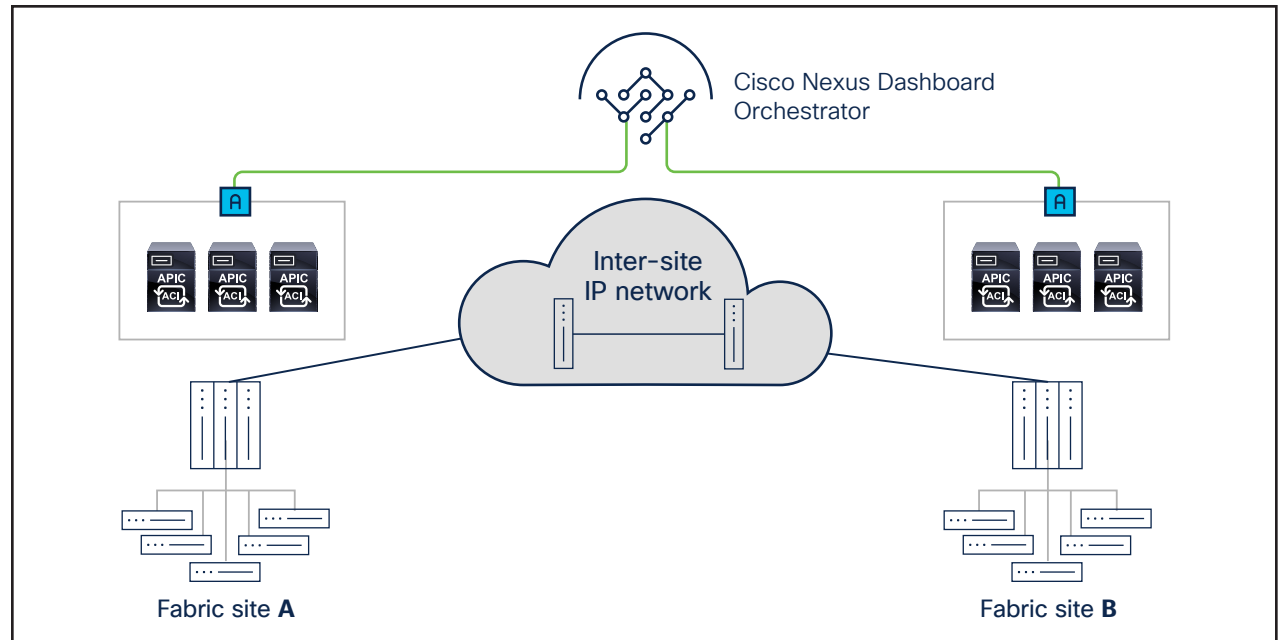 Cisco Nexus Dashboard
Orchestrator
A
A
Inter-site
IP network
APIC
ACI
APIC
ACI
APIC
ACI
APIC
ACI
APIC
ACI
APIC
ACI
Fabric site A
Fabric site B